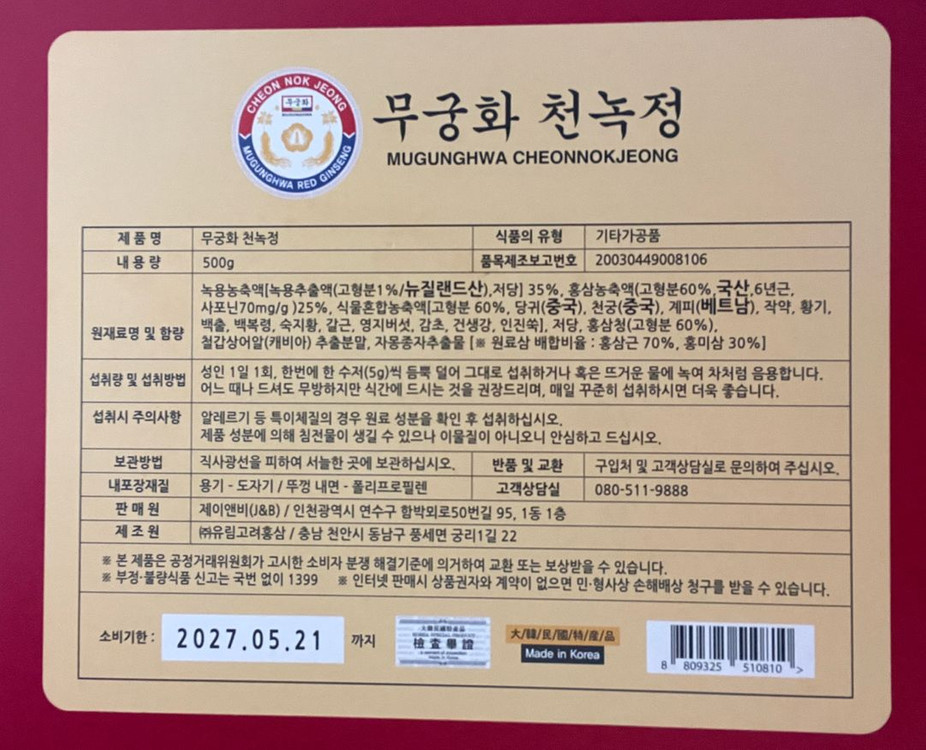 CHEON NOK JEONG
무궁화
MUGUNGHWA RED GINSENG
무궁화 천녹정
MUGUNGHWA CHEONNOKJEONG
제 품 명 무궁화 천녹정 식품의 유형 기타가공품
내 용 량 500g 품목제조보고번호 20030449008106
원재료명 및 함량
녹용농축액[녹용추출액(고형분1%/뉴질랜드산),저당] 35%, 홍삼농축액(고형분60%,국산,6년근,
사포닌70mg/g )25%, 식물혼합농축액[고형분 60%, 당귀(중국), 천궁(중국), 계피(베트남), 작약, 황기,
백출, 백복령, 숙지황, 갈근, 영지버섯, 감초, 건생강, 인진쑥], 저당, 홍삼청(고형분 60%),
철갑상어알(캐비아) 추출분말, 자몽종자추출물 [※ 원료삼 배합비율 : 홍삼근 70%, 홍미삼 30%]
섭취량 및 섭취방법
성인 1일 1회, 한번에 한 수저(5g)씩 듬뿍 덜어 그대로 섭취하거나 혹은 뜨거운 물에 녹여 차처럼 음용합니다.
어느 때나 드셔도 무방하지만 식간에 드시는 것을 권장드리며, 매일 꾸준히 섭취하시면 더욱 좋습니다.
섭취시 주의사항
알레르기 등 특이체질의 경우 원료 성분을 확인 후 섭취하십시오.
제품 성분에 의해 침전물이 생길 수 있으나 이물질이 아니오니 안심하고 드십시오.
보관방법 직사광선을 피하여 서늘한 곳에 보관하십시오. 반품 및 교환 구입처 및 고객상담실로 문의하여 주십시오.
내포장재질 용기 - 도자기 / 뚜껑 내면 - 폴리프로필렌 고객상담실 080-511-9888
판 매 원 제이앤비(J&B) / 인천광역시 연수구 함박외로50번길 95, 1동 1층
제 조 원 ㈜유림고려홍삼 / 충남 천안시 동남구 풍세면 궁리1길 22
※ 본 제품은 공정거래위원회가 고시한 소비자 분쟁 해결기준에 의거하여 교환 또는 보상받을 수 있습니다.
※ 부정·불량식품 신고는 국번 없이 1399 ※ 인터넷 판매시 상품권자와 계약이 없으면 민·형사상 손해배상 청구를 받을 수 있습니다.
소비기한 : 2027.05.21 까지
大韓民國特産品
檢査畢證
大/韓/民/國/特/産/品
Made in Korea
8 809325 510810 >